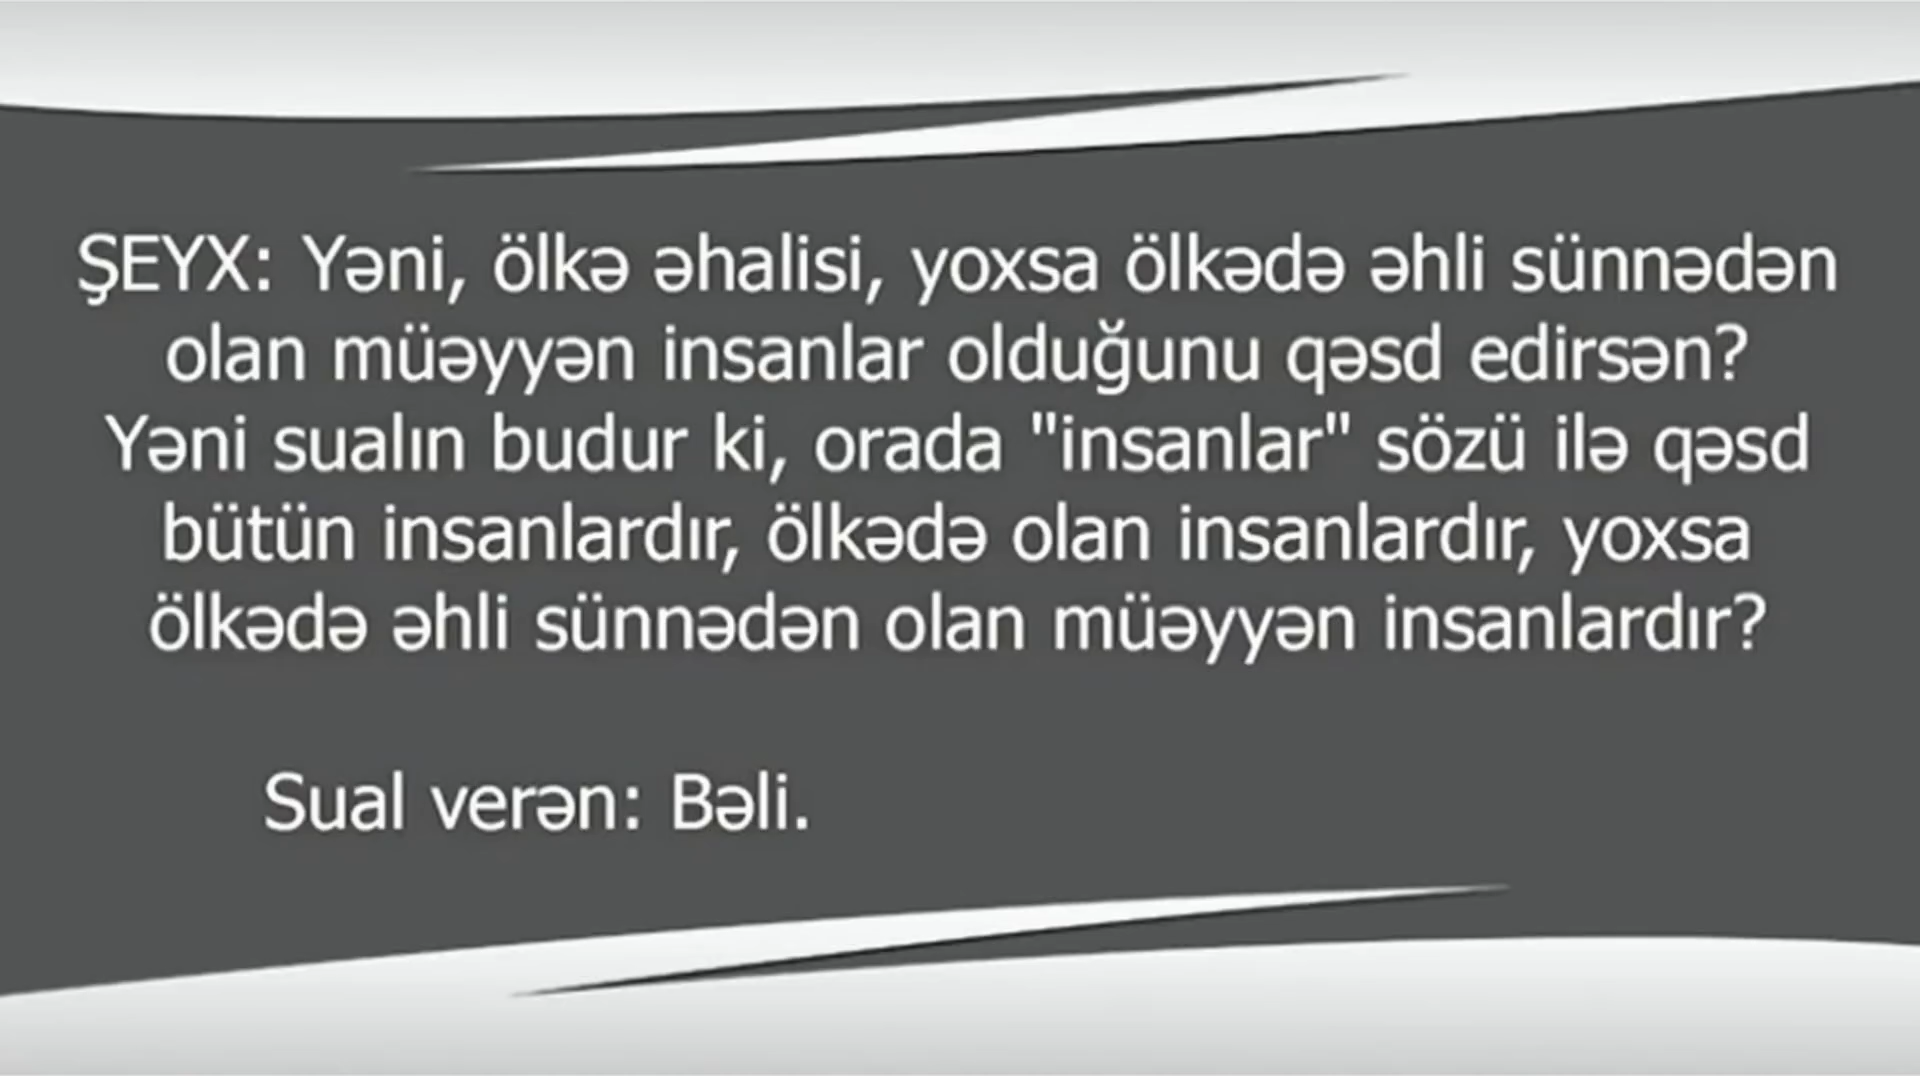 ŞEYX: Yəni, ölkə əhalisi, yoxsa ölkədə əhli sünnədən
olan müəyyən insanlar olduğunu qəsd edirsən?
Yəni sualın budur ki, orada "insanlar" sözü ilə qəsd
bütün insanlardır, ölkədə olan insanlardır, yoxsa
ölkədə əhli sünnədən olan müəyyən insanlardır?
Sual verən: Bəli.